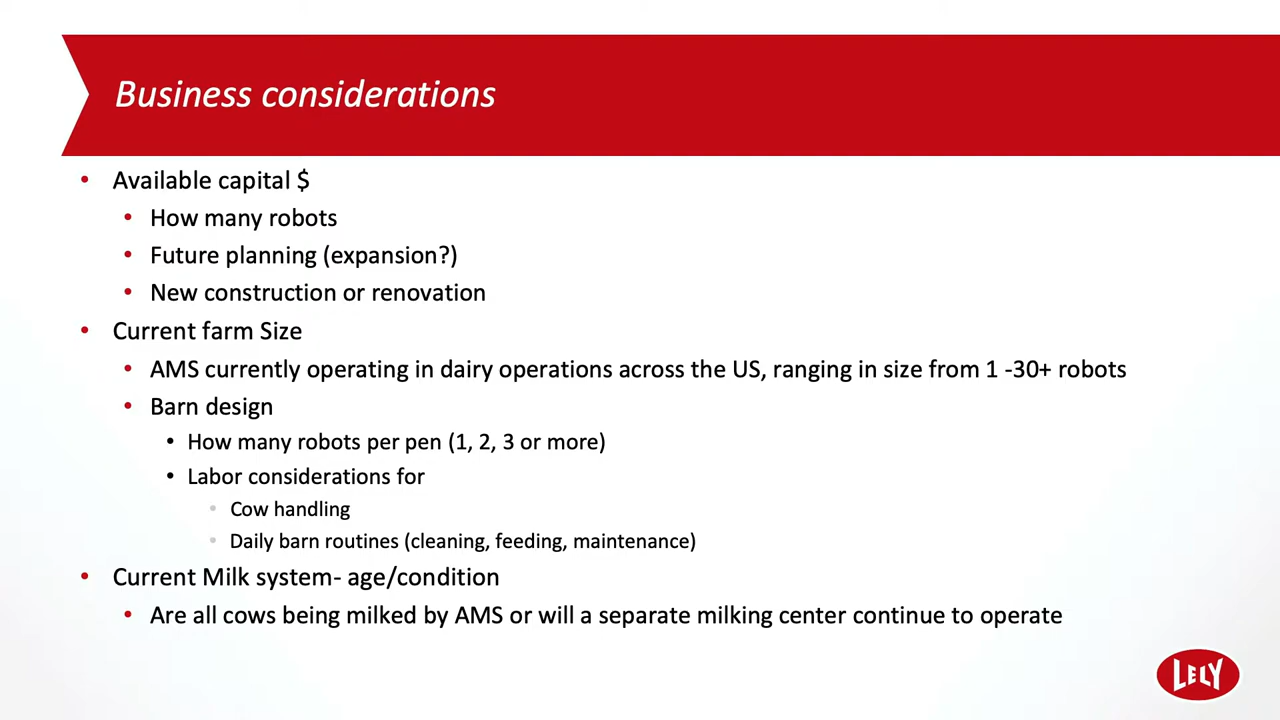 Business considerations
• Available capital $
• How many robots
• Future planning (expansion?)
• New construction or renovation
• Current farm Size
• AMS currently operating in dairy operations across the US, ranging in size from 1 -30+ robots
• Barn design
• How many robots per pen (1, 2, 3 or more)
• Labor considerations for
• Cow handling
• Daily barn routines (cleaning, feeding, maintenance)
• Current Milk system- age/condition
• Are all cows being milked by AMS or will a separate milking center continue to operate
LELY